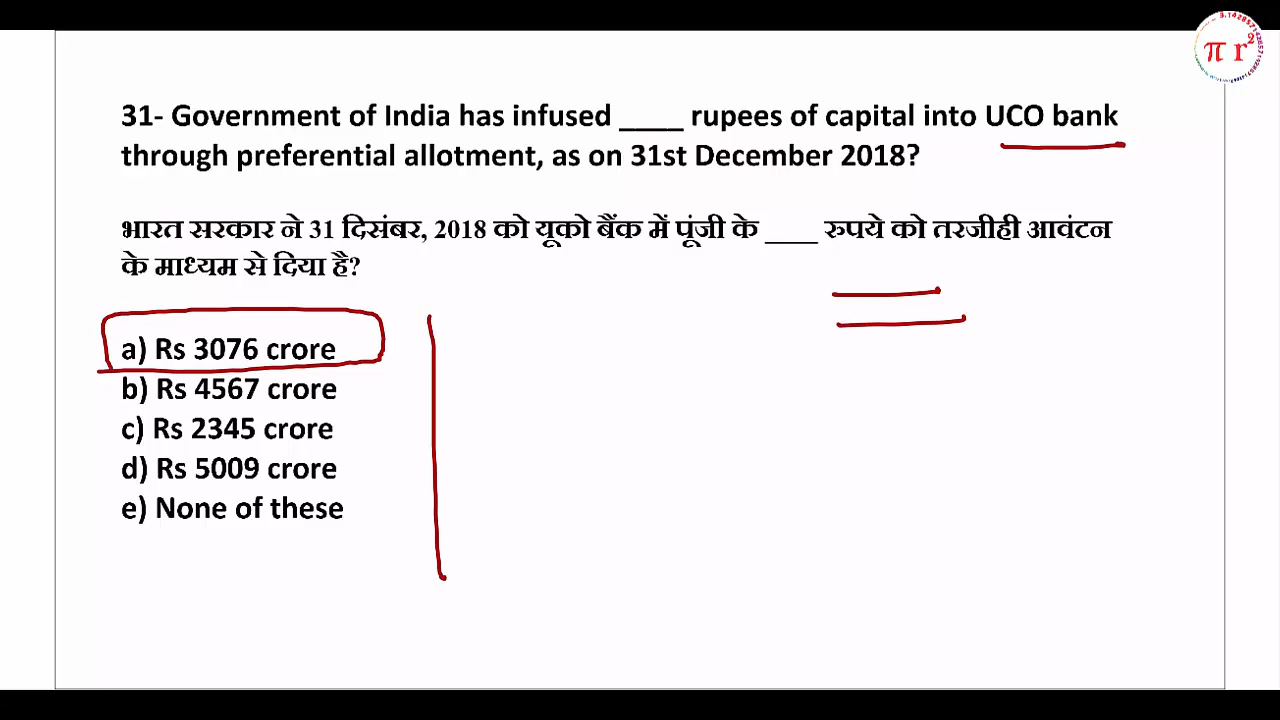 πr²
31- Government of India has infused ____ rupees of capital into UCO bank
through preferential allotment, as on 31st December 2018?
भारत सरकार ने 31 दिसंबर, 2018 को यूको बैंक में पूंजी के ____ रुपये को तरजीही आवंटन
के माध्यम से दिया है?
a) Rs 3076 crore
b) Rs 4567 crore
c) Rs 2345 crore
d) Rs 5009 crore
e) None of these